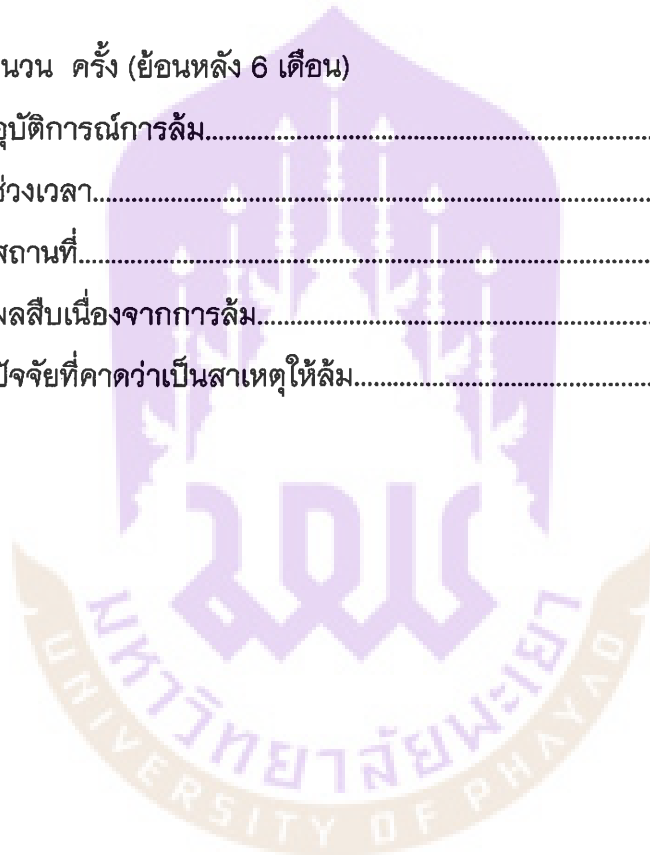 นวน ครั้ง (ย้อนหลัง 6 เดือน)
อุบัติการณ์การล้ม......................................................................
ช่วงเวลา......................................................................
สถานที่......................................................................
ผลสืบเนื่องจากการล้ม......................................................................
ปัจจัยที่คาดว่าเป็นสาเหตุให้ล้ม......................................................................
มพ
มหาวิทยาลัยพะเยา
UNIVERSITY OF PHAYAO